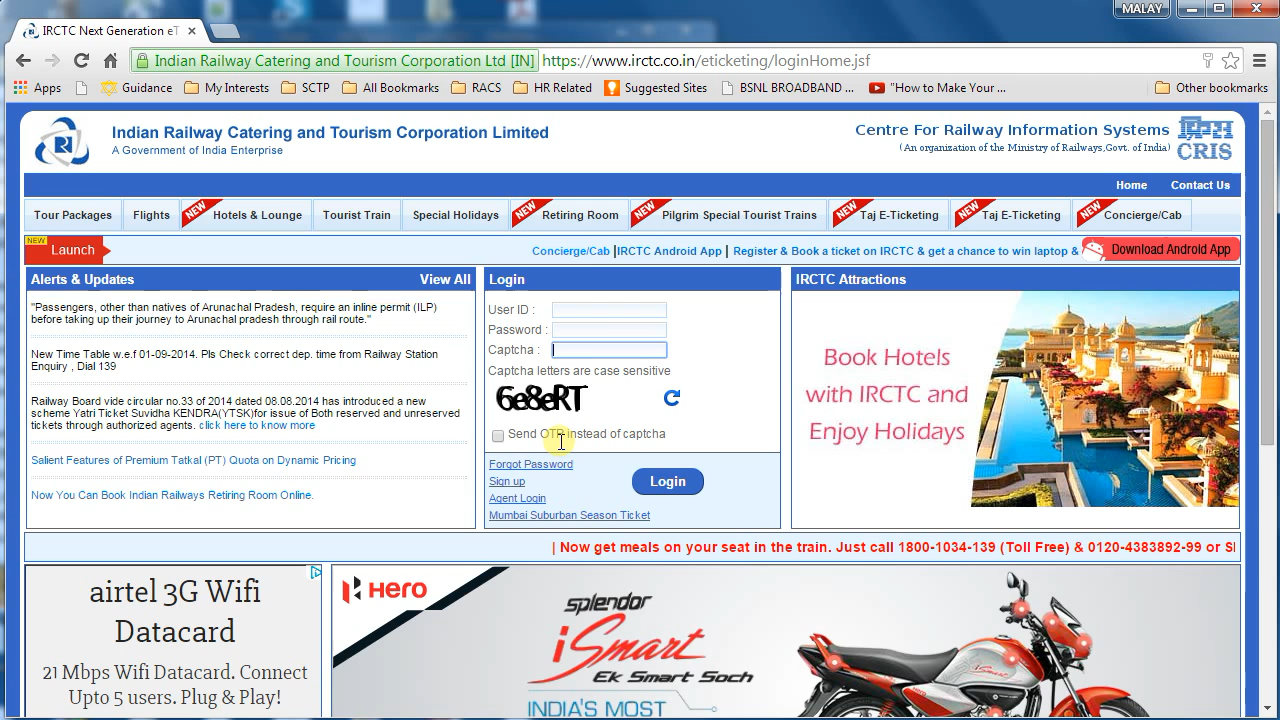 MALAY
IRCTC Next Generation eT
Indian Railway Catering and Tourism Corporation Ltd [IN] https://www.irctc.co.in/eticketing/loginHome.jsf
Apps Guidance My Interests SCTP All Bookmarks RACS HR Related Suggested Sites BSNL BROADBAND ... "How to Make Your ... Other bookmarks
Indian Railway Catering and Tourism Corporation Limited
A Government of India Enterprise
Centre For Railway Information Systems
(An organization of the Ministry of Railways,Govt. of India)
CRIS
Home Contact Us
Tour Packages Flights NEW Hotels & Lounge Tourist Train Special Holidays NEW Retiring Room NEW Pilgrim Special Tourist Trains NEW Taj E-Ticketing NEW Taj E-Ticketing NEW Concierge/Cab
NEW
Launch
Concierge/Cab |IRCTC Android App | Register & Book a ticket on IRCTC & get a chance to win laptop &
Download Android App
Alerts & Updates View All
"Passengers, other than natives of Arunachal Pradesh, require an inline permit (ILP)
before taking up their journey to Arunachal pradesh through rail route."
New Time Table w.e.f 01-09-2014. Pls Check correct dep. time from Railway Station
Enquiry , Dial 139
Railway Board vide circular no.33 of 2014 dated 08.08.2014 has introduced a new
scheme Yatri Ticket Suvidha KENDRA(YTSK)for issue of Both reserved and unreserved
tickets through authorized agents. click here to know more
Salient Features of Premium Tatkal (PT) Quota on Dynamic Pricing
Now You Can Book Indian Railways Retiring Room Online.
Login
User ID :
Password :
Captcha :
Captcha letters are case sensitive
6e8eRT
Send OTP instead of captcha
Forgot Password
Sign up
Agent Login
Mumbai Suburban Season Ticket
Login
IRCTC Attractions
Book Hotels
with IRCTC and
Enjoy Holidays
| Now get meals on your seat in the train. Just call 1800-1034-139 (Toll Free) & 0120-4383892-99 or
airtel 3G Wifi
Datacard
21 Mbps Wifi Datacard. Connect
Upto 5 users. Plug & Play!
Hero
splendor
iSmart
Ek Smart Soch
INDIA'S MOST
iSmart